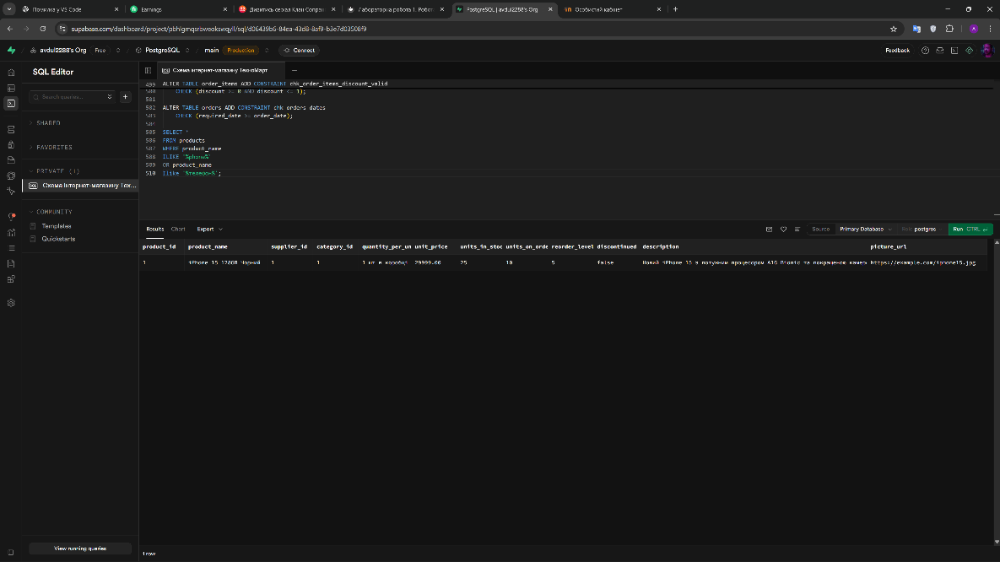 Помилка у VS Code
Earnings
Дивитись серіал Клан Сопран
Лабораторна робота 1. Робот
PostgreSQL | avdul2288's Org
Особистий кабінет
supabase.com/dashboard/project/pbhlgmqsrbweokswqyll/sql/d06439b6-84ea-43d8-8af9-b3e7d03508f9
avdul2288's Org
Free
PostgreSQL
main
Production
Connect
Feedback
SQL Editor
Search queries...
SHARED
FAVORITES
PRIVATE (1)
Схема Інтернет-магазину Тех...
COMMUNITY
Templates
Quickstarts
View running queries
Схема Інтернет-магазину ТехноМарт
499 ALTER TABLE order_items ADD CONSTRAINT chk_order_items_discount_valid
500 CHECK (discount >= 0 AND discount <= 1);
501
502 ALTER TABLE orders ADD CONSTRAINT chk_orders_dates
503 CHECK (required_date >= order_date);
504
505 SELECT *
506 FROM products
507 WHERE product_name
508 ILIKE '%phone%'
509 OR product_name
510 Ilike '%телефон%';
Results
Chart
Export
Source
Primary Database
Role postgres
Run CTRL
product_id product_name supplier_id category_id quantity_per_un unit_price units_in_stoc units_on_orde reorder_level discontinued description picture_url
1 iPhone 15 128GB Чорний 1 1 1 шт в коробці 29999.00 25 10 5 false Новий iPhone 15 з потужним процесором A16 Bionic та покращеною камер https://example.com/iphone15.jpg
1 row